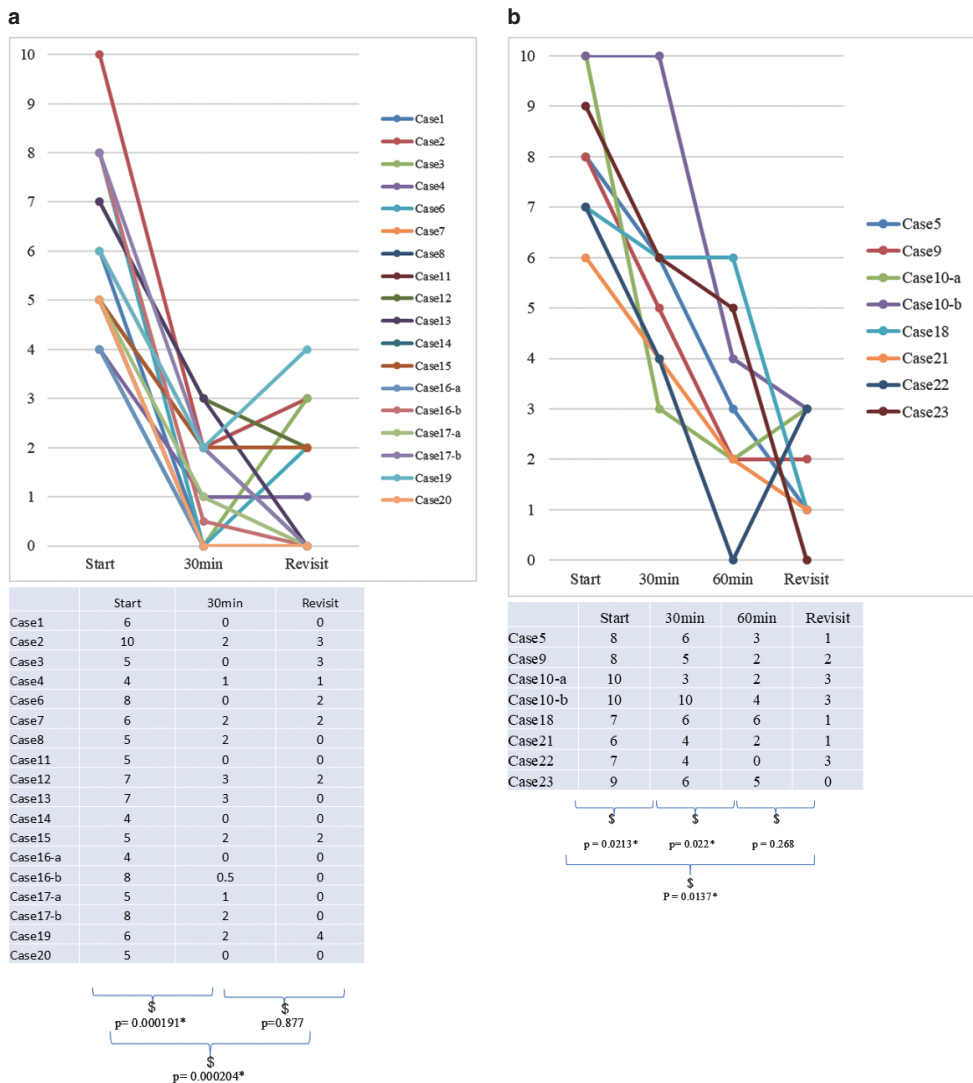 a
10
9
8
7
6
5
4
3
2
1
0
Start 30min Revisit
Case1
Case2
Case3
Case4
Case6
Case7
Case8
Case11
Case12
Case13
Case14
Case15
Case16-a
Case16-b
Case17-a
Case17-b
Case19
Case20
Start 30min Revisit
Case1 6 0 0
Case2 10 2 3
Case3 5 0 3
Case4 4 1 1
Case6 8 0 2
Case7 6 2 2
Case8 5 2 0
Case11 5 0 0
Case12 7 3 2
Case13 7 3 0
Case14 4 0 0
Case15 5 2 2
Case16-a 4 0 0
Case16-b 8 0.5 0
Case17-a 5 1 0
Case17-b 8 2 0
Case19 6 2 4
Case20 5 0 0
$ $
p= 0.000191* p=0.877
$
p= 0.000204*
b
10
9
8
7
6
5
4
3
2
1
0
Start 30min 60min Revisit
Case5
Case9
Case10-a
Case10-b
Case18
Case21
Case22
Case23
Start 30min 60min Revisit
Case5 8 6 3 1
Case9 8 5 2 2
Case10-a 10 3 2 3
Case10-b 10 10 4 3
Case18 7 6 6 1
Case21 6 4 2 1
Case22 7 4 0 3
Case23 9 6 5 0
$ $ $
p = 0.0213* p= 0.022* p = 0.268
$
P = 0.0137*